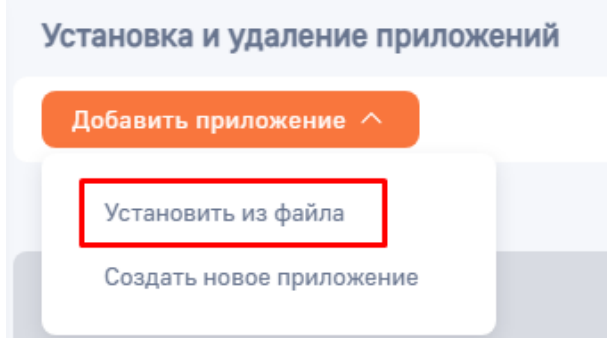 Установка и удаление приложений
Добавить приложение
Установить из файла
Создать новое приложение